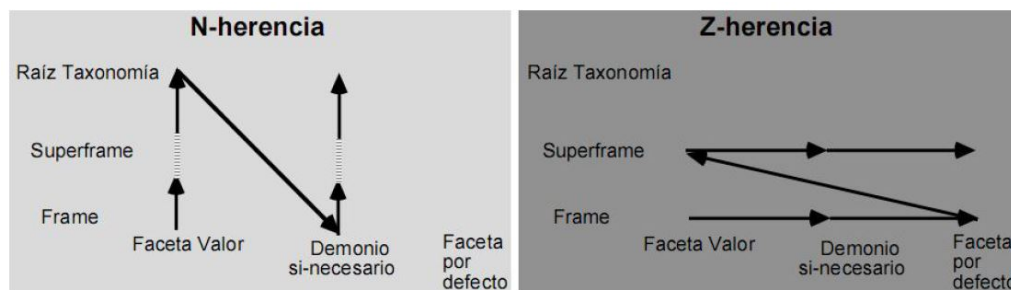 N-herencia
Raíz Taxonomía
Superframe
Frame
Faceta Valor
Demonio
si-necesario
Faceta
por
defecto
Z-herencia
Raíz Taxonomía
Superframe
Frame
Faceta Valor
Demonio
si-necesario
Faceta
por
defecto